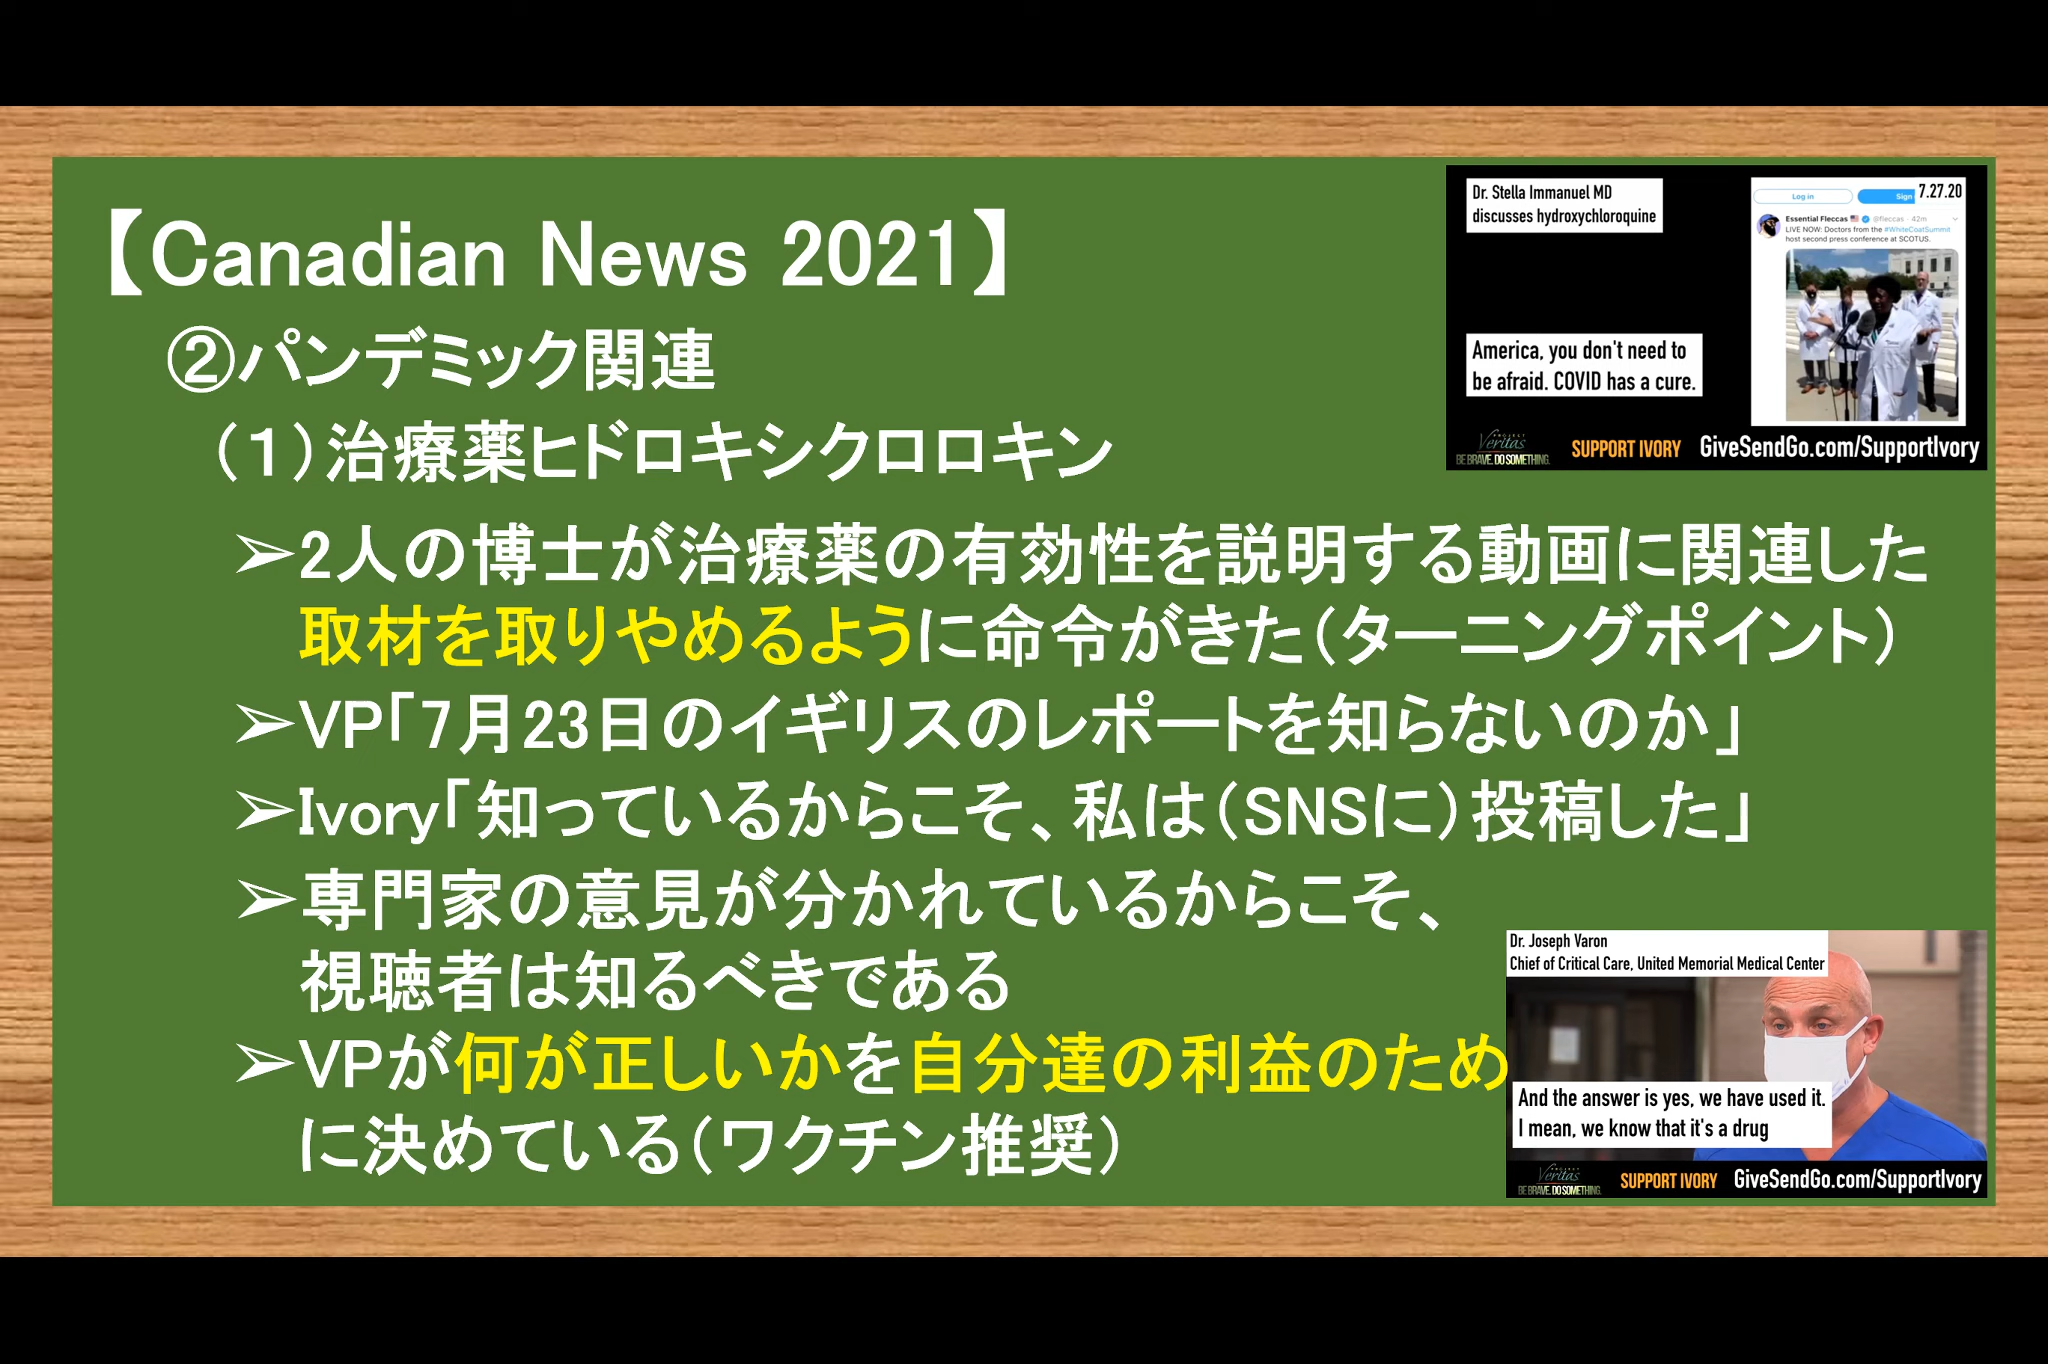 【Canadian News 2021】
②パンデミック関連
（１）治療薬ヒドロキシクロロキン
➢2人の博士が治療薬の有効性を説明する動画に関連した
取材を取りやめるように命令がきた（ターニングポイント）
➢VP「7月23日のイギリスのレポートを知らないのか」
➢Ivory「知っているからこそ、私は（SNSに）投稿した」
➢専門家の意見が分かれているからこそ、
視聴者は知るべきである
➢VPが何が正しいかを自分達の利益のため
に決めている（ワクチン推奨）
Dr. Stella Immanuel MD
discusses hydroxychloroquine
America, you don't need to
be afraid. COVID has a cure.
Log in
Sign
7.27.20
Essential Fleccas @fleccas · 42m
LIVE NOW: Doctors from the #WhiteCoatSummit
host second press conference at SCOTUS.
PROJECT
Veritas
BE BRAVE. DO SOMETHING.
SUPPORT IVORY
GiveSendGo.com/SupportIvory
Dr. Joseph Varon
Chief of Critical Care, United Memorial Medical Center
And the answer is yes, we have used it.
I mean, we know that it's a drug
PROJECT
Veritas
BE BRAVE. DO SOMETHING.
SUPPORT IVORY
GiveSendGo.com/SupportIvory